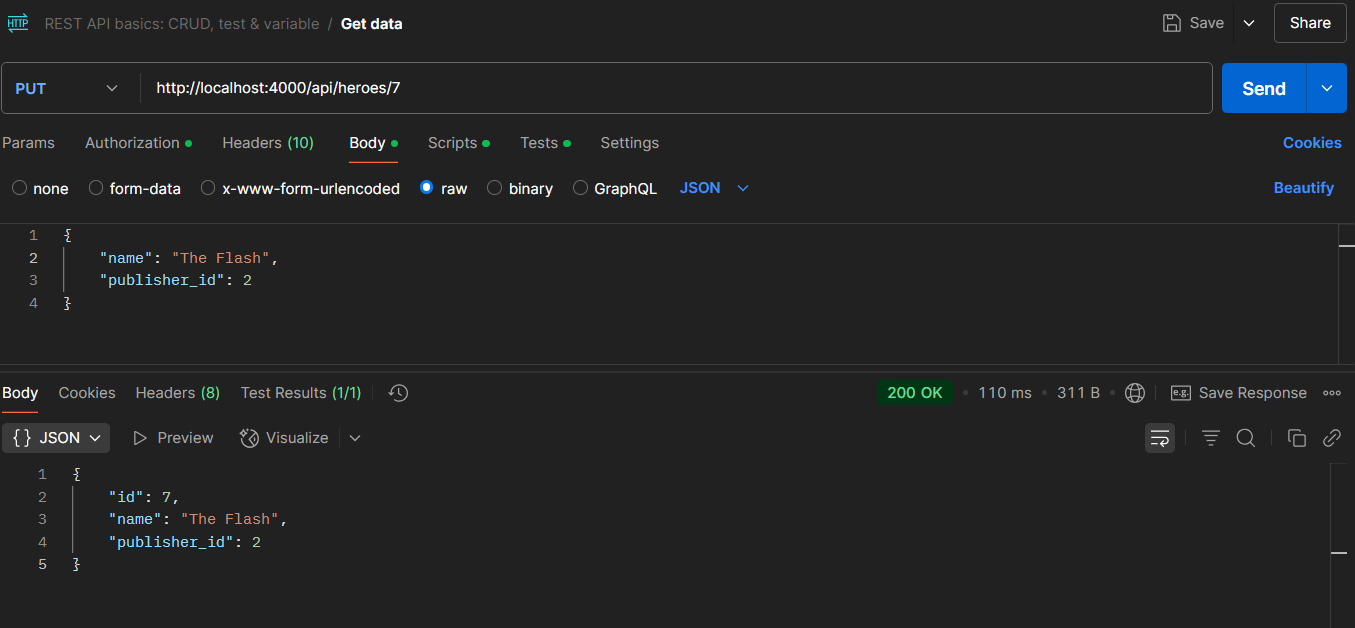 HTTP REST API basics: CRUD, test & variable / Get data Save Share
PUT http://localhost:4000/api/heroes/7 Send
Params Authorization Headers (10) Body Scripts Tests Settings Cookies
none form-data x-www-form-urlencoded raw binary GraphQL JSON Beautify
1 {
2 "name": "The Flash",
3 "publisher_id": 2
4 }
Body Cookies Headers (8) Test Results (1/1) 200 OK • 110 ms • 311 B • e.g. Save Response
{} JSON Preview Visualize
1 {
2 "id": 7,
3 "name": "The Flash",
4 "publisher_id": 2
5 }